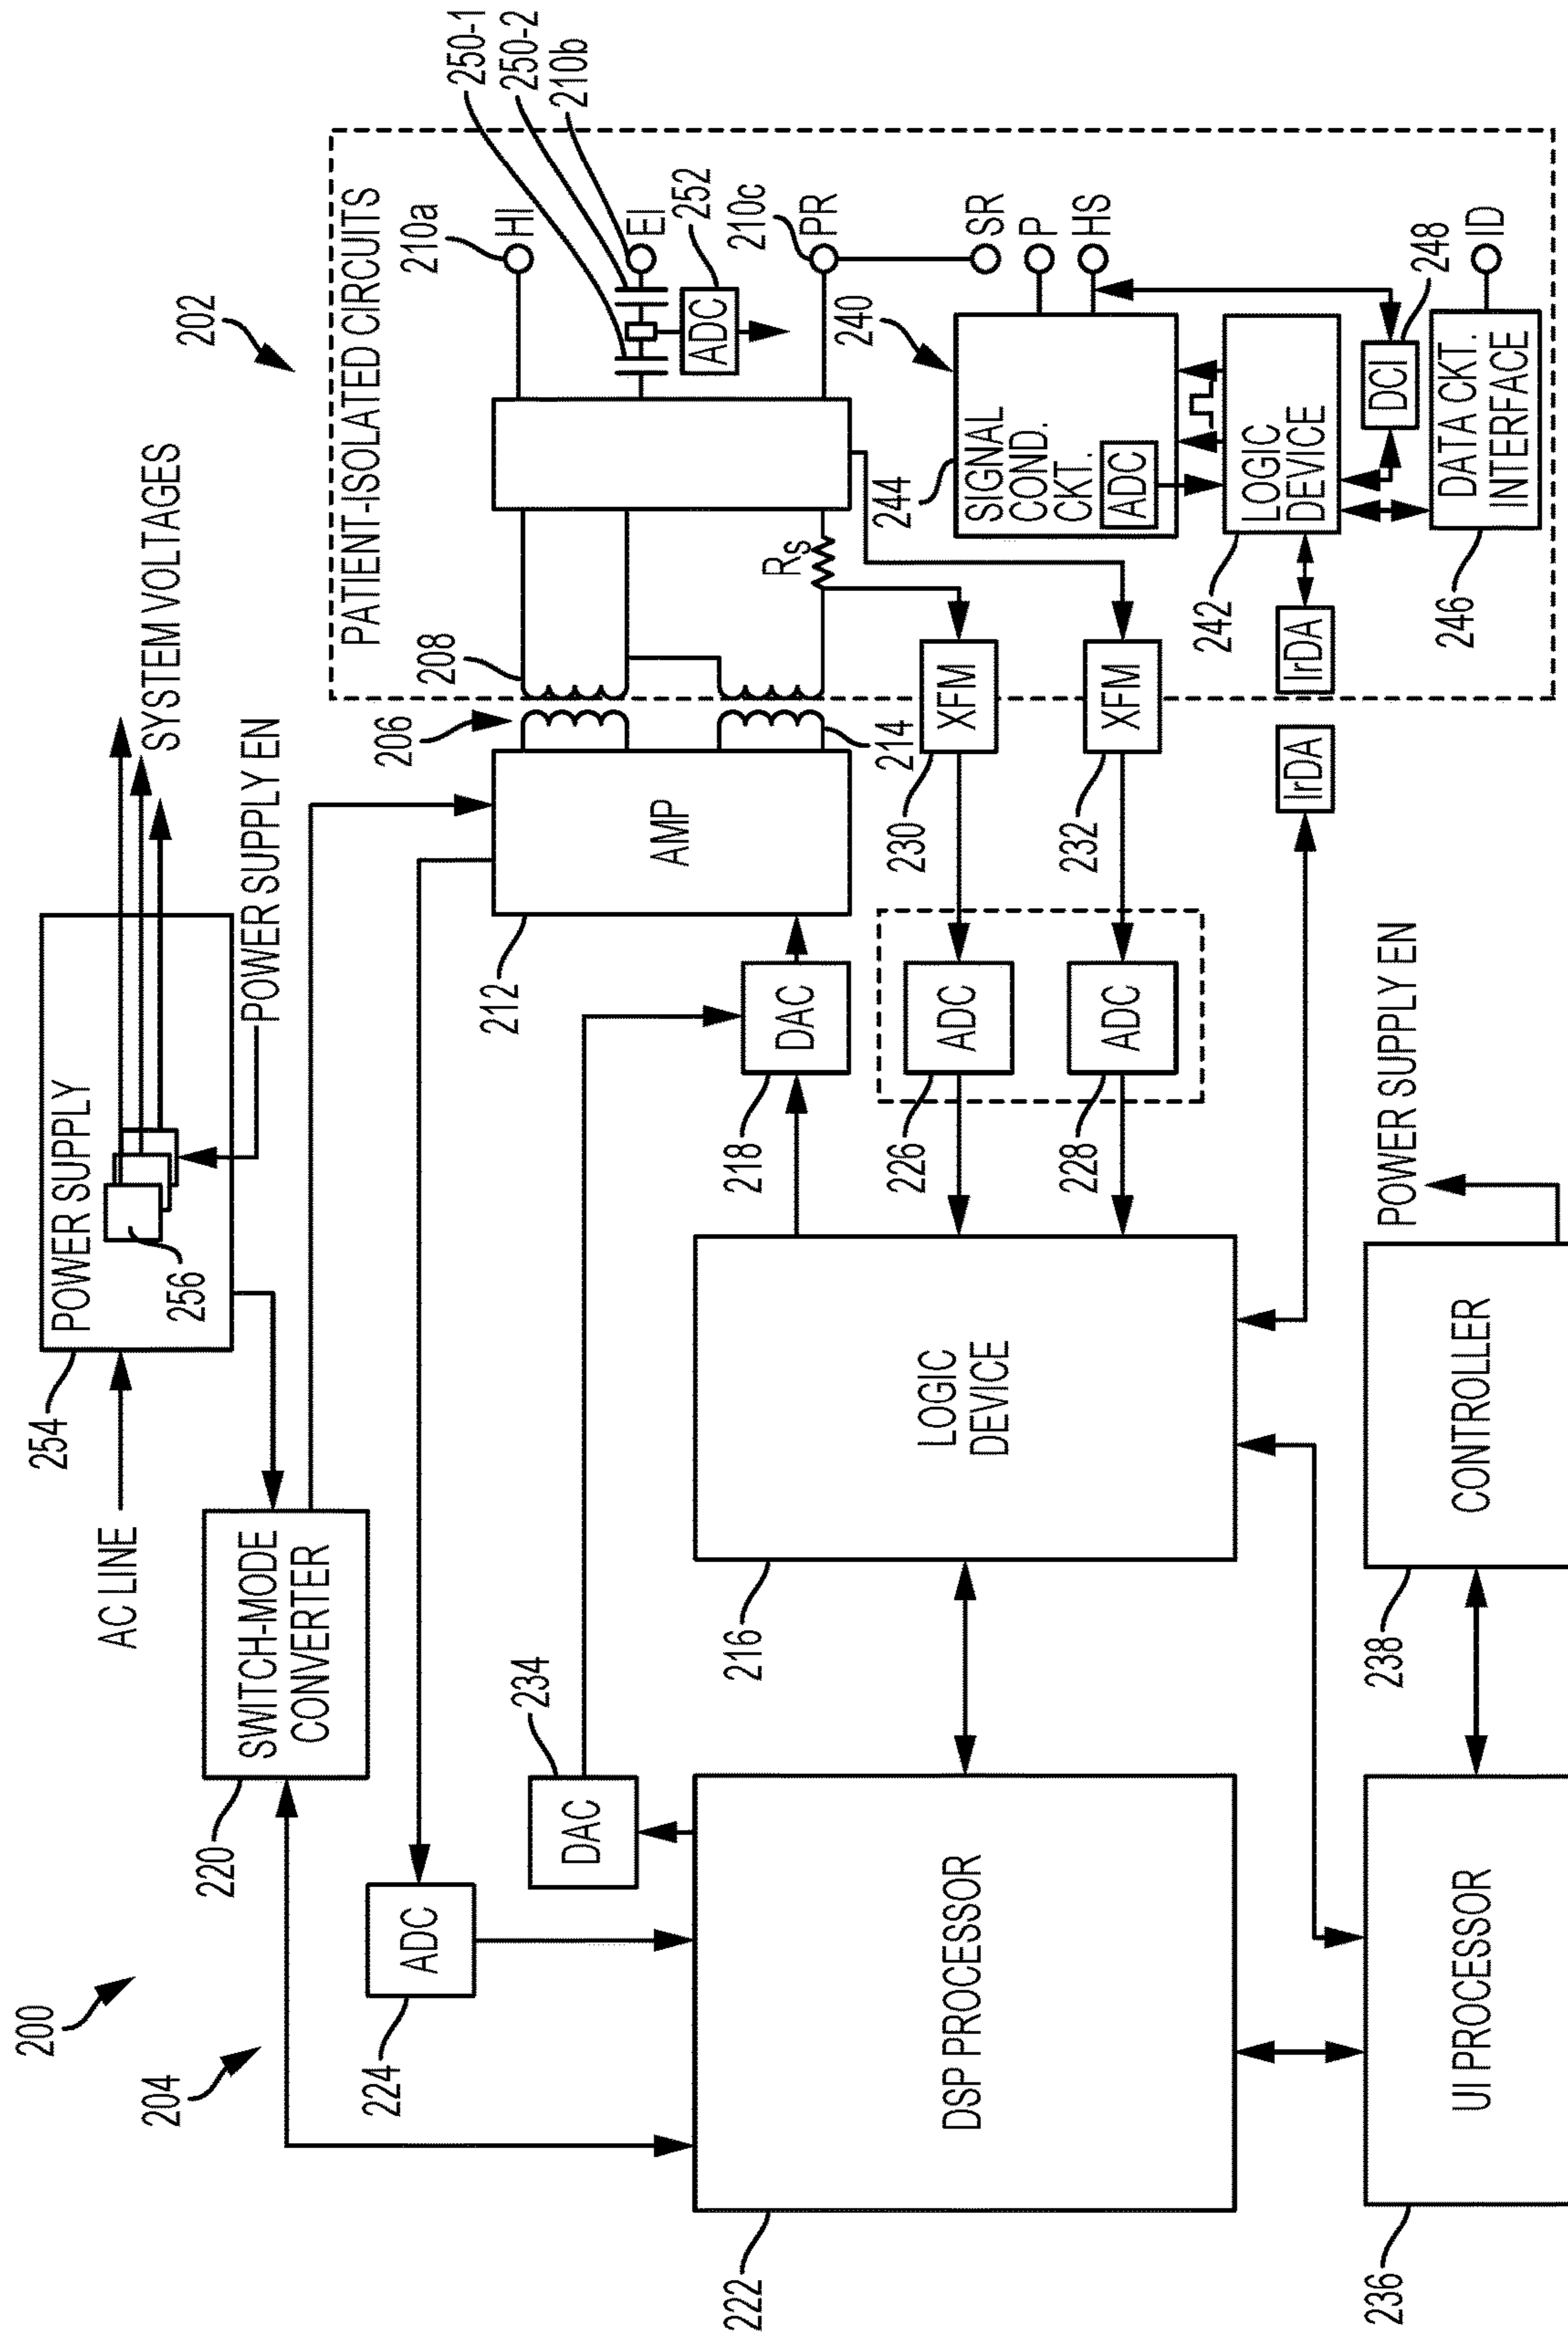 200
204
202
254
AC LINE
POWER SUPPLY
256
SYSTEM VOLTAGES
POWER SUPPLY EN
220
SWITCH-MODE
CONVERTER
224
ADC
234
DAC
212
AMP
206
208
214
PATIENT-ISOLATED CIRCUITS
210a
HI
250-1
250-2
210b
EI
252
ADC
210c
PR
RS
SR
P
HS
240
244
SIGNAL
COND.
CKT.
ADC
242
LOGIC
DEVICE
DCI
248
246
DATA CKT.
INTERFACE
ID
IrDA
IrDA
XFM
230
XFM
232
218
DAC
226
ADC
228
ADC
216
LOGIC
DEVICE
222
DSP PROCESSOR
236
UI PROCESSOR
238
CONTROLLER
POWER SUPPLY EN